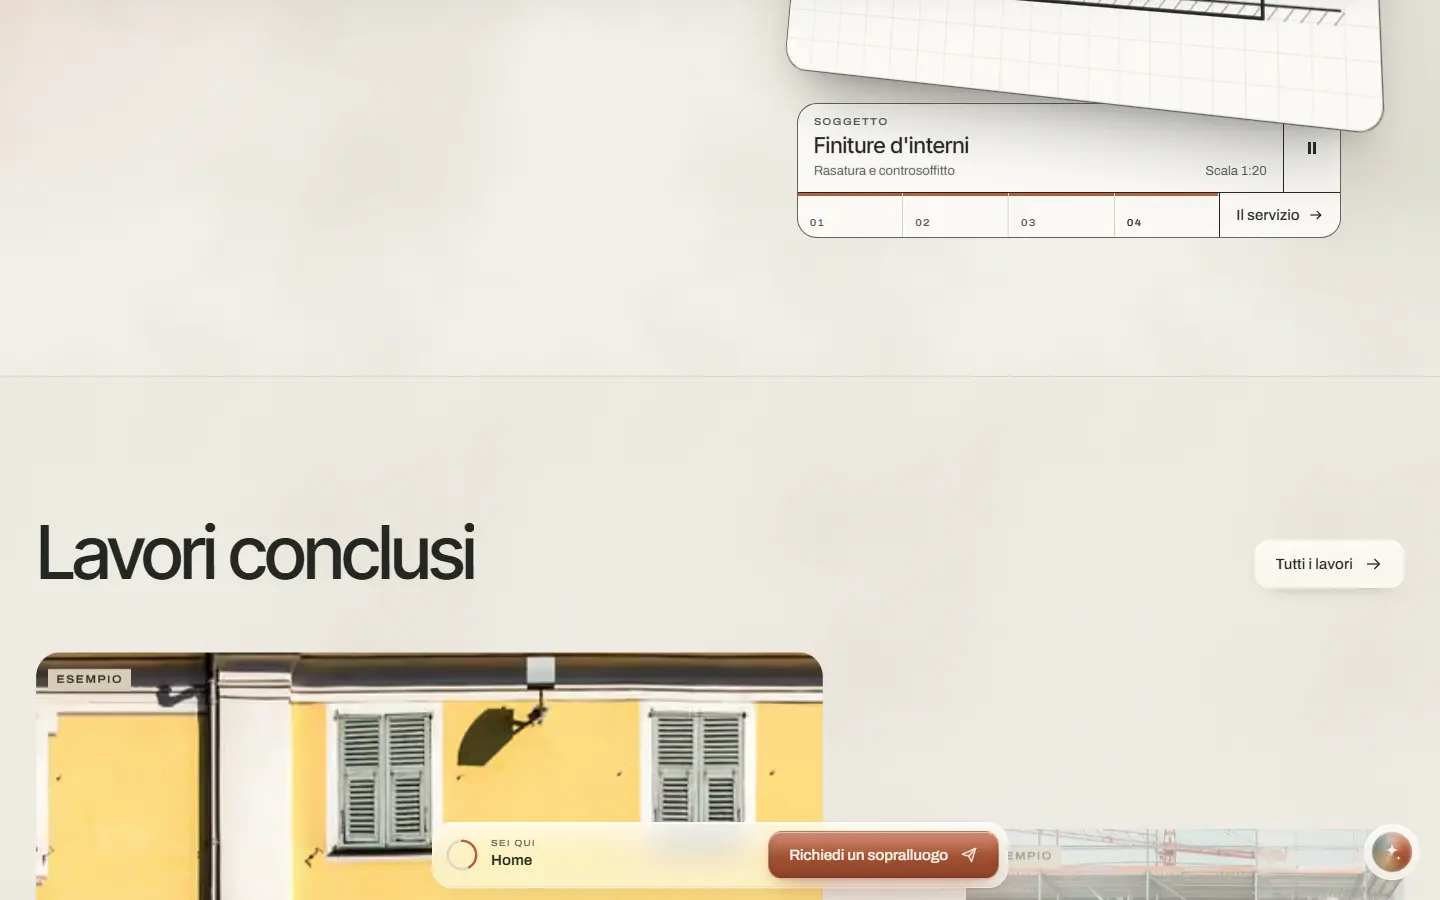 SOGGETTO
Finiture d'interni
Rasatura e controsoffitto
Scala 1:20
01
02
03
04
Il servizio
Lavori conclusi
Tutti i lavori
ESEMPIO
SEI QUI
Home
Richiedi un sopralluogo
EMPIO